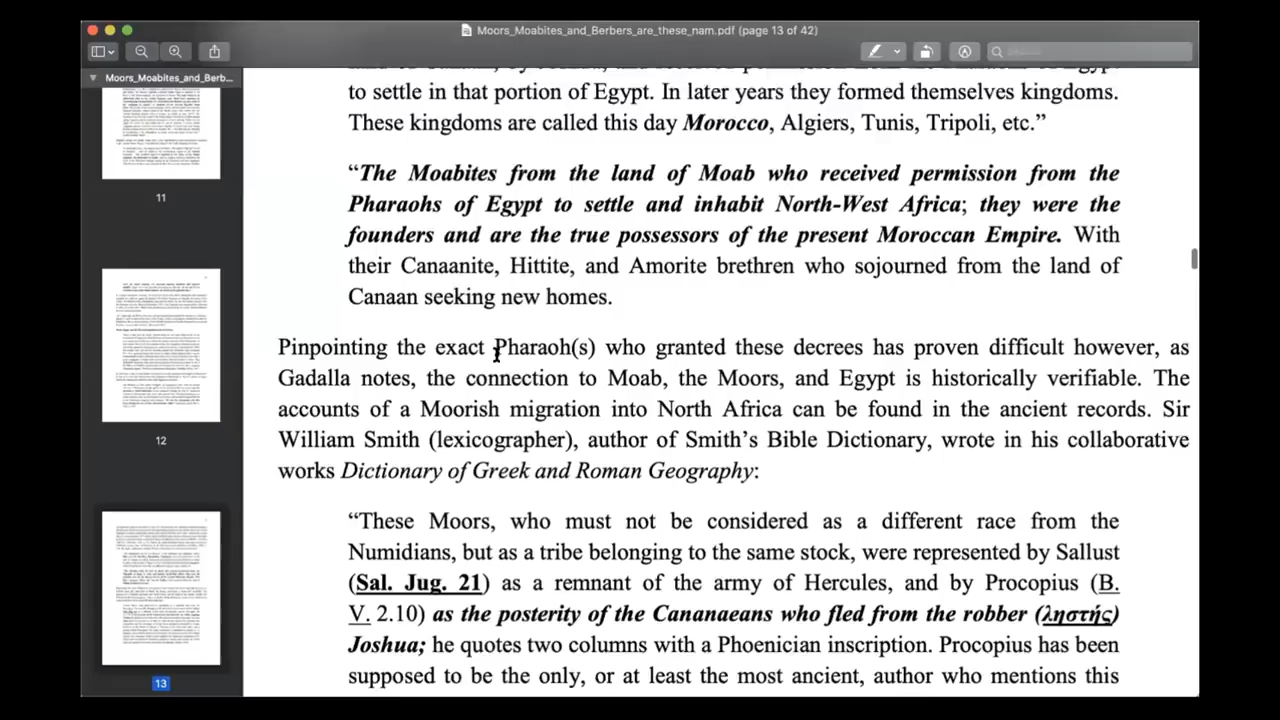 Moors_Moabites_and_Berbers_are_these_nam.pdf (page 13 of 42)
Search
Moors_Moabites_and_Berb...
11
12
13
Egypt
to settle in that portion of Egypt. In later years they formed themselves kingdoms.
These kingdoms are called this day Morocco, Algiers, Tunis, Tripoli, etc.”
“The Moabites from the land of Moab who received permission from the
Pharaohs of Egypt to settle and inhabit North-West Africa; they were the
founders and are the true possessors of the present Moroccan Empire. With
their Canaanite, Hittite, and Amorite brethren who sojourned from the land of
Canaan seeking new homes.
Pinpointing the exact Pharaoh(s) who granted these decrees has proven difficult however, as
Gadalla notes the connection of Moab, the Moors, and Egypt is historically verifiable. The
accounts of a Moorish migration into North Africa can be found in the ancient records. Sir
William Smith (lexicographer), author of Smith’s Bible Dictionary, wrote in his collaborative
works Dictionary of Greek and Roman Geography:
“These Moors, who must not be considered as a different race from the
Numidians, but as a tribe belonging to the same stock, were represented by Sallust
(Sal. Jug. 21) as a remnant of the army of Hercules, and by Procopius (B.
V. 2.10) as the posterity of the who fled from the robber (ληστής)
Joshua; he quotes two columns with a Phoenician inscription. Procopius has been
supposed to be the only, or at least the most ancient, author who mentions this